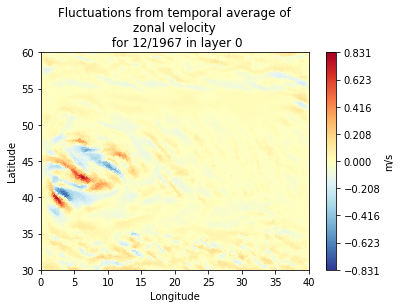 Fluctuations from temporal average of
zonal velocity
for 12/1967 in layer 0
60
55
50
45
40
35
30
Latitude
0 5 10 15 20 25 30 35 40
Longitude
0.831
0.623
0.416
0.208
0.000
−0.208
−0.416
−0.623
−0.831
m/s